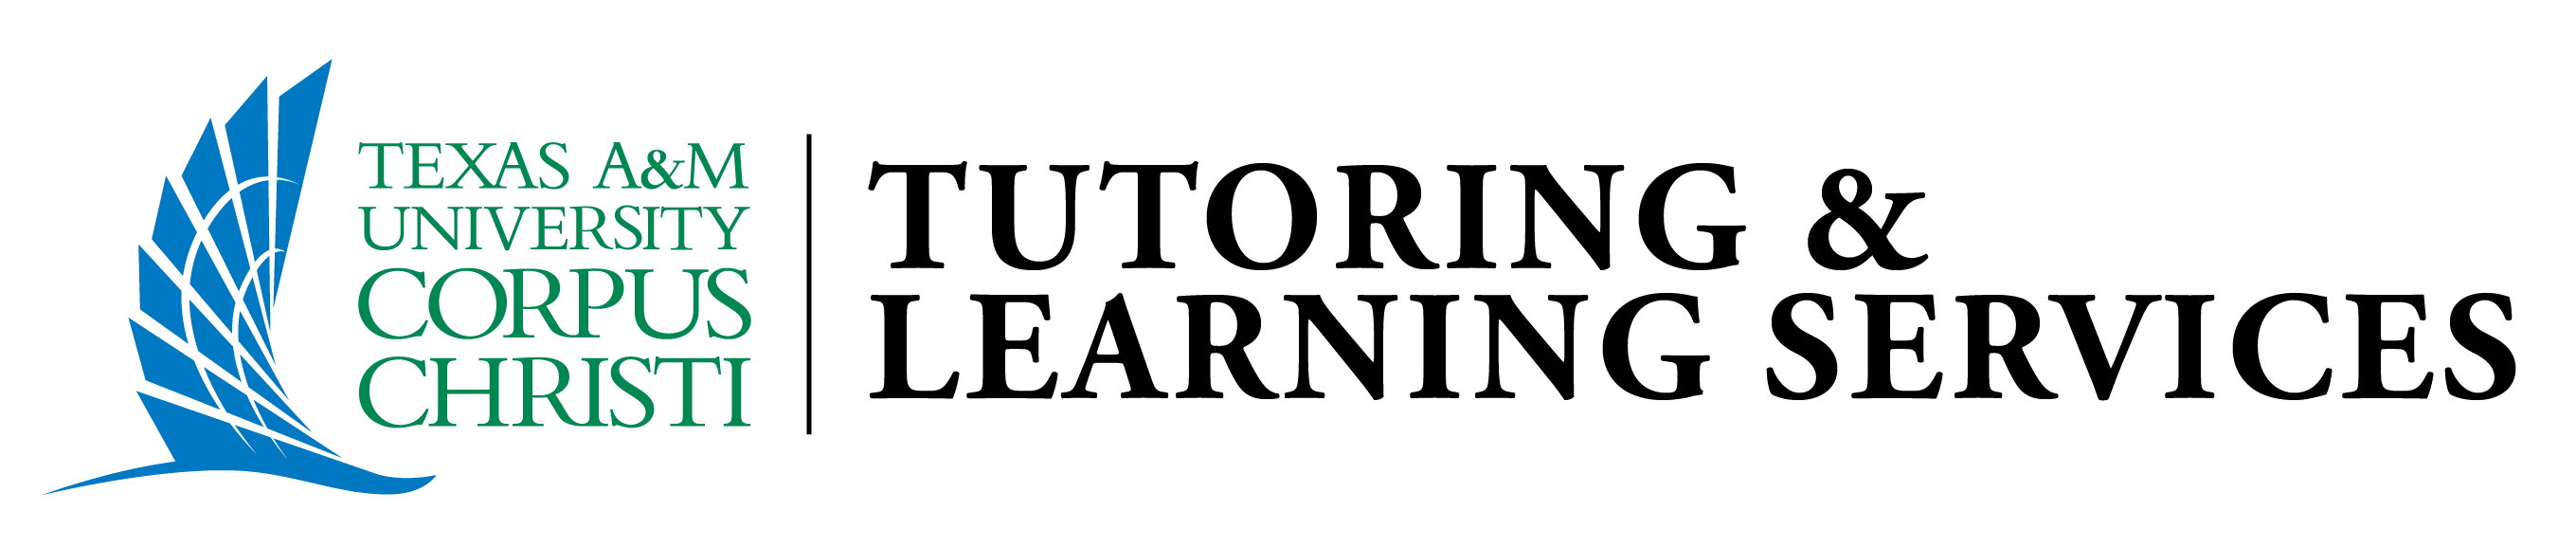 TEXAS A&M
UNIVERSITY
CORPUS
CHRISTI
TUTORING &
LEARNING SERVICES